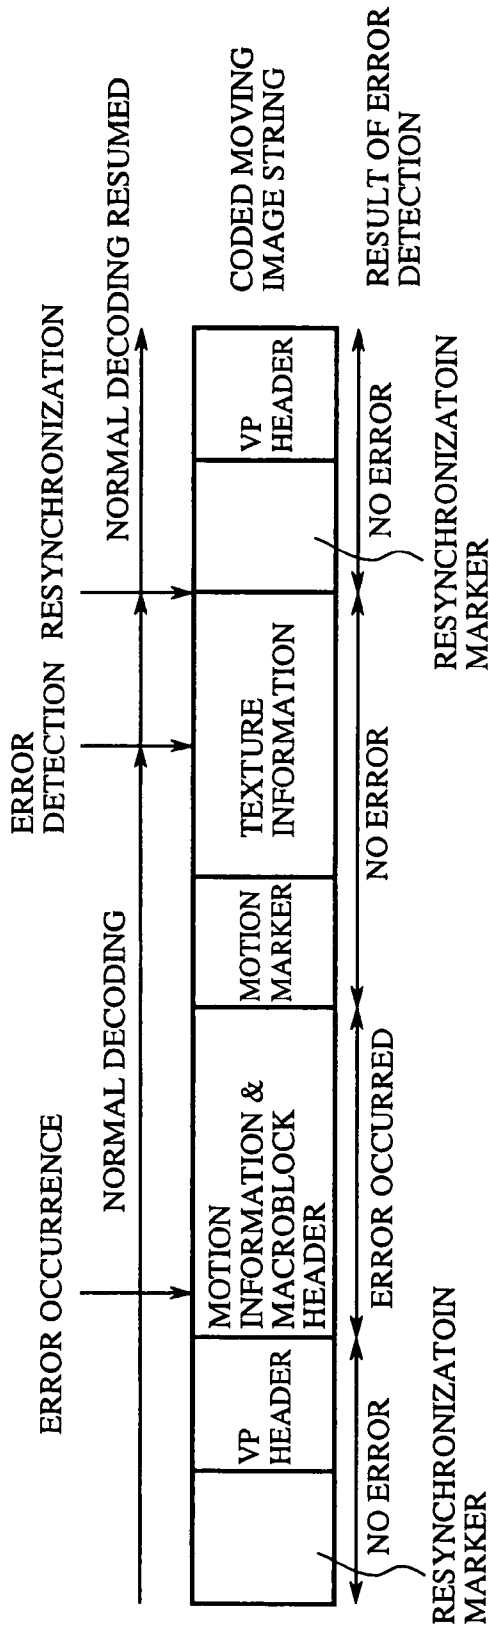 ERROR OCCURRENCE
ERROR
DETECTION
RESYNCHRONIZATION
NORMAL DECODING
NORMAL DECODING RESUMED
VP
HEADER
MOTION
INFORMATION &
MACROBLOCK
HEADER
MOTION
MARKER
TEXTURE
INFORMATION
VP
HEADER
CODED MOVING
IMAGE STRING
NO ERROR
ERROR OCCURRED
NO ERROR
NO ERROR
RESULT OF ERROR
DETECTION
RESYNCHRONIZATOIN
MARKER
RESYNCHRONIZATOIN
MARKER